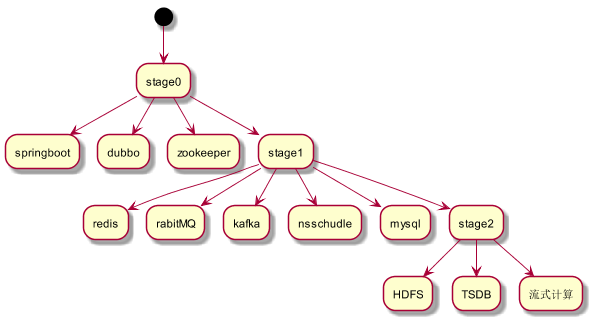 stage0
springboot
dubbo
zookeeper
stage1
redis
rabitMQ
kafka
nsschudle
mysql
stage2
HDFS
TSDB
流式计算